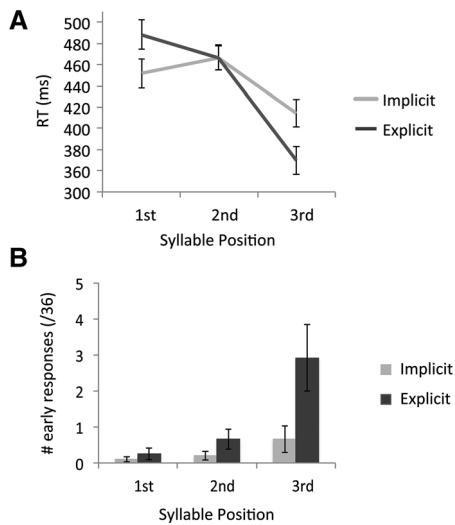 A
500
480
460
440
420
400
380
360
340
320
300
RT (ms)
1st 2nd 3rd
Syllable Position
Implicit
Explicit
B
5
4
3
2
1
0
# early responses (/36)
1st 2nd 3rd
Syllable Position
Implicit
Explicit